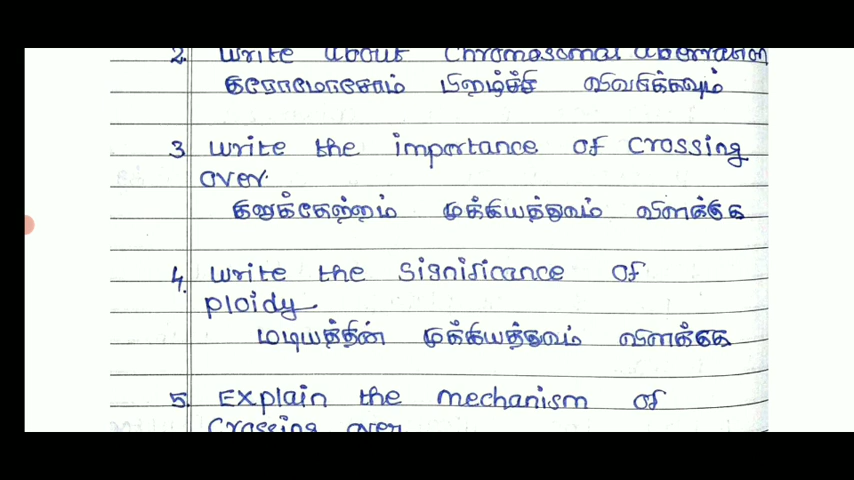 2. Write about Chromosomal aberration
குரோமோசோம் பிறழ்ச்சி விவரிக்கவும்
3 Write the importance of crossing
over.
குறுக்கேற்றம் முக்கியத்துவம் விளக்குக
4. Write the significance of
ploidy
மடியத்தின் முக்கியத்துவம் விளக்குக
5. Explain the mechanism of
crossing over